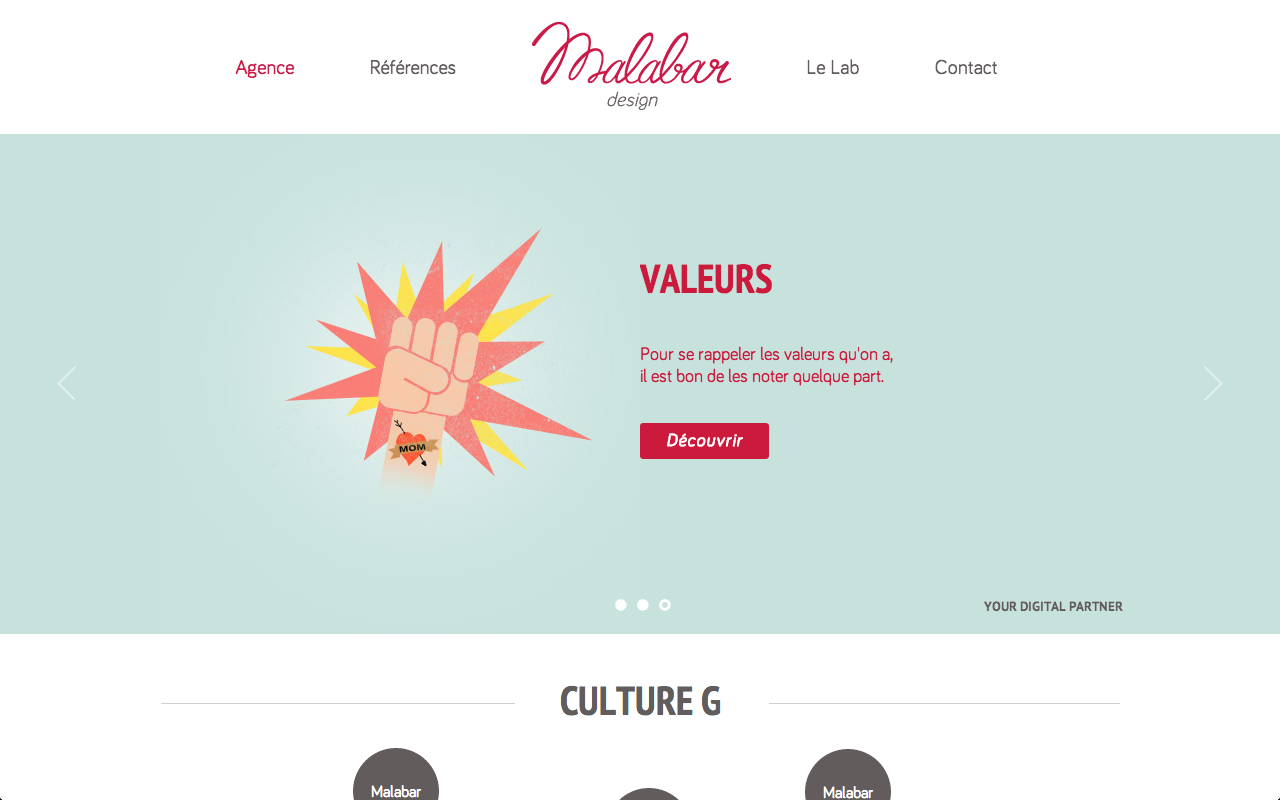 Agence
Références
Malabar
design
Le Lab
Contact
VALEURS
Pour se rappeler les valeurs qu'on a,
il est bon de les noter quelque part.
Découvrir
MOM
YOUR DIGITAL PARTNER
CULTURE G
Malabar
Malabar